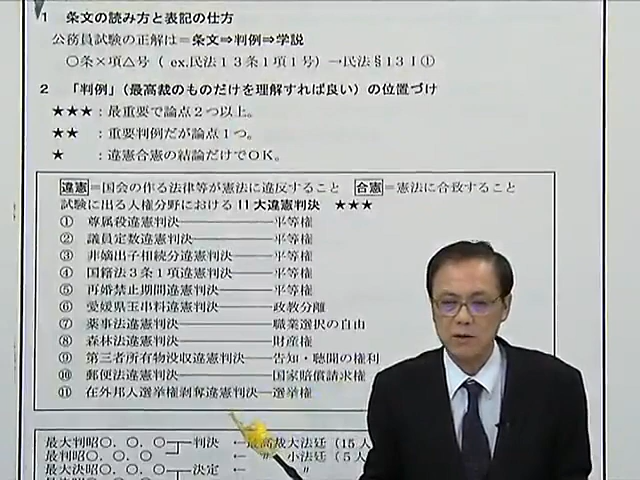 1 条文の読み方と表記の仕方
公務員試験の正解は＝条文⇒判例⇒学説
〇条×項△号（ ex.民法１３条１項１号）→民法§１３Ⅰ①
2 「判例」（最高裁のものだけを理解すれば良い）の位置づけ
★★★：最重要で論点２つ以上。
★★ ：重要判例だが論点１つ。
★ ：違憲合憲の結論だけでＯＫ。
違憲＝国会の作る法律等が憲法に違反すること 合憲＝憲法に合致すること
試験に出る人権分野における11大違憲判決 ★★★
① 尊属殺違憲判決――平等権
② 議員定数違憲判決――平等権
③ 非嫡出子相続分違憲判決――平等権
④ 国籍法３条１項違憲判決――平等権
⑤ 再婚禁止期間違憲判決――平等権
⑥ 愛媛県玉串料違憲判決――政教分離
⑦ 薬事法違憲判決――職業選択の自由
⑧ 森林法違憲判決――財産権
⑨ 第三者所有物没収違憲判決――告知・聴聞の権利
⑩ 郵便法違憲判決――国家賠償請求権
⑪ 在外邦人選挙権剥奪違憲判決――選挙権
最大判昭〇．〇．〇 判決 ←最高裁大法廷（15人
最判昭〇．〇．〇 ← 〃 小法廷（５人
最大決昭〇．〇．〇 決定 ← 〃